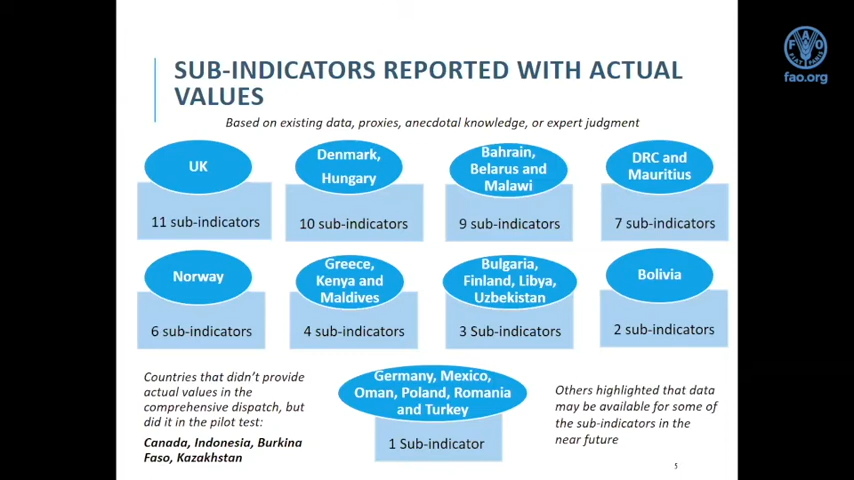 SUB-INDICATORS REPORTED WITH ACTUAL
VALUES
Based on existing data, proxies, anecdotal knowledge, or expert judgment
UK
11 sub-indicators
Denmark,
Hungary
10 sub-indicators
Bahrain,
Belarus and
Malawi
9 sub-indicators
DRC and
Mauritius
7 sub-indicators
Norway
6 sub-indicators
Greece,
Kenya and
Maldives
4 sub-indicators
Bulgaria,
Finland, Libya,
Uzbekistan
3 Sub-indicators
Bolivia
2 sub-indicators
Countries that didn't provide
actual values in the
comprehensive dispatch, but
did it in the pilot test:
Canada, Indonesia, Burkina
Faso, Kazakhstan
Germany, Mexico,
Oman, Poland, Romania
and Turkey
1 Sub-indicator
Others highlighted that data
may be available for some of
the sub-indicators in the
near future
5
FAO
FIAT PANIS
fao.org